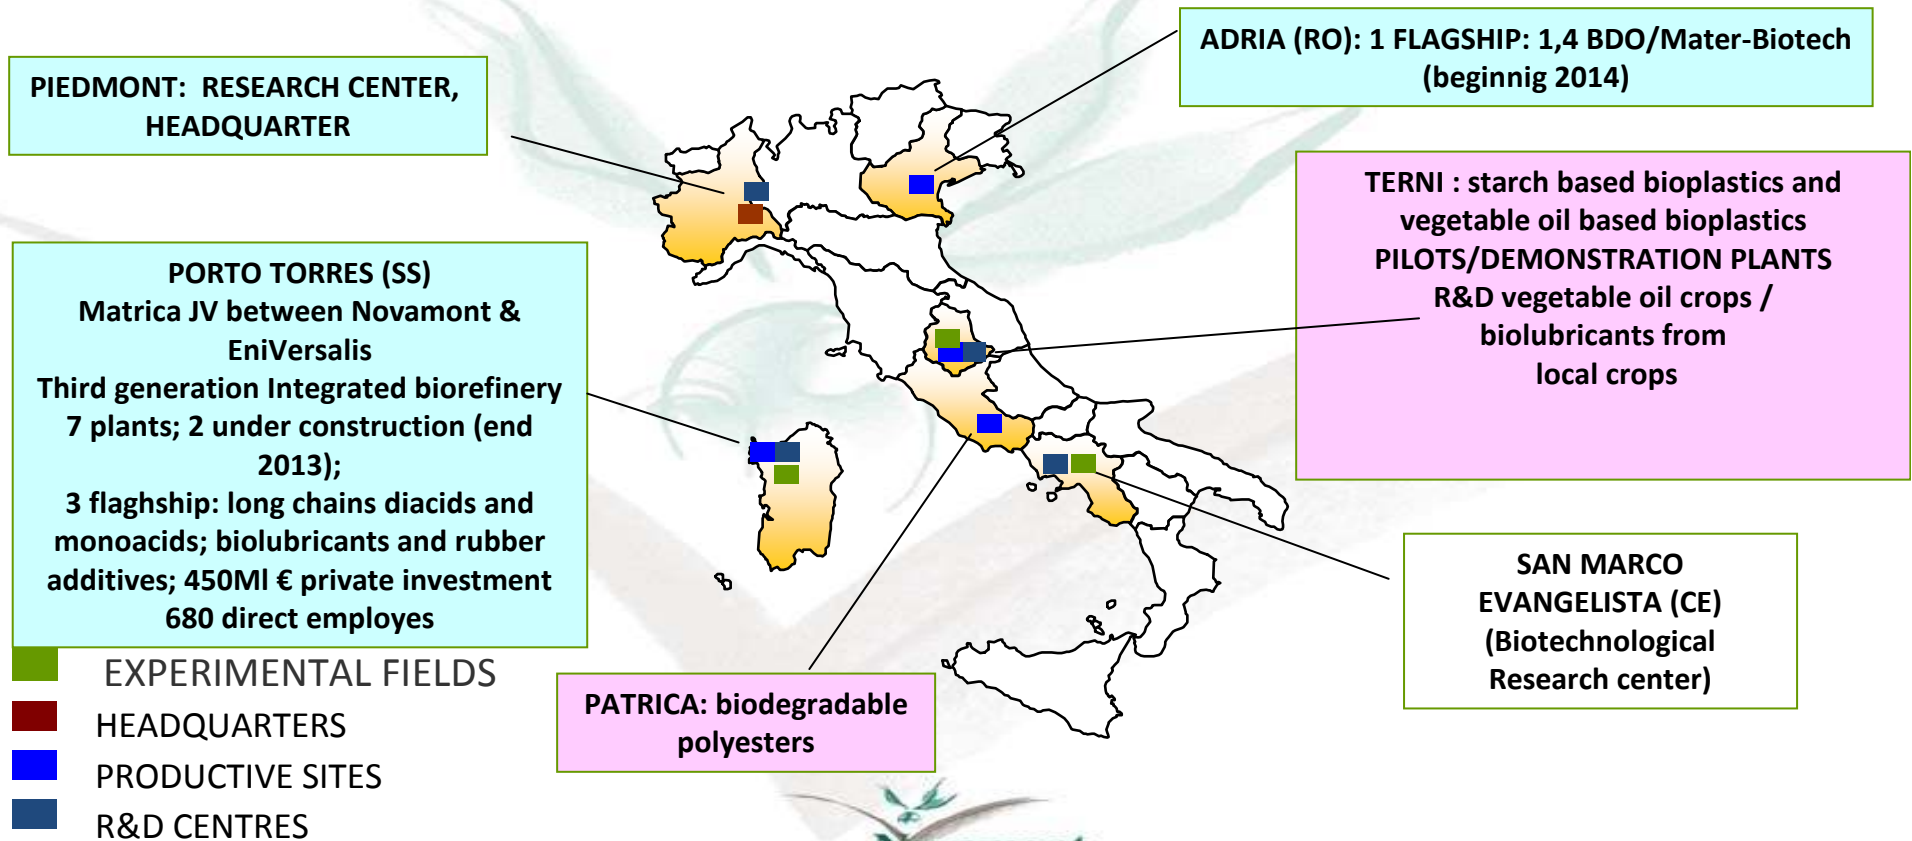 PIEDMONT: RESEARCH CENTER,
HEADQUARTER
ADRIA (RO): 1 FLAGSHIP: 1,4 BDO/Mater-Biotech
(beginnig 2014)
TERNI : starch based bioplastics and
vegetable oil based bioplastics
PILOTS/DEMONSTRATION PLANTS
R&D vegetable oil crops /
biolubricants from
local crops
PORTO TORRES (SS)
Matrica JV between Novamont &
EniVersalis
Third generation Integrated biorefinery
7 plants; 2 under construction (end
2013);
3 flaghship: long chains diacids and
monoacids; biolubricants and rubber
additives; 450Ml € private investment
680 direct employes
SAN MARCO
EVANGELISTA (CE)
(Biotechnological
Research center)
PATRICA: biodegradable
polyesters
EXPERIMENTAL FIELDS
HEADQUARTERS
PRODUCTIVE SITES
R&D CENTRES